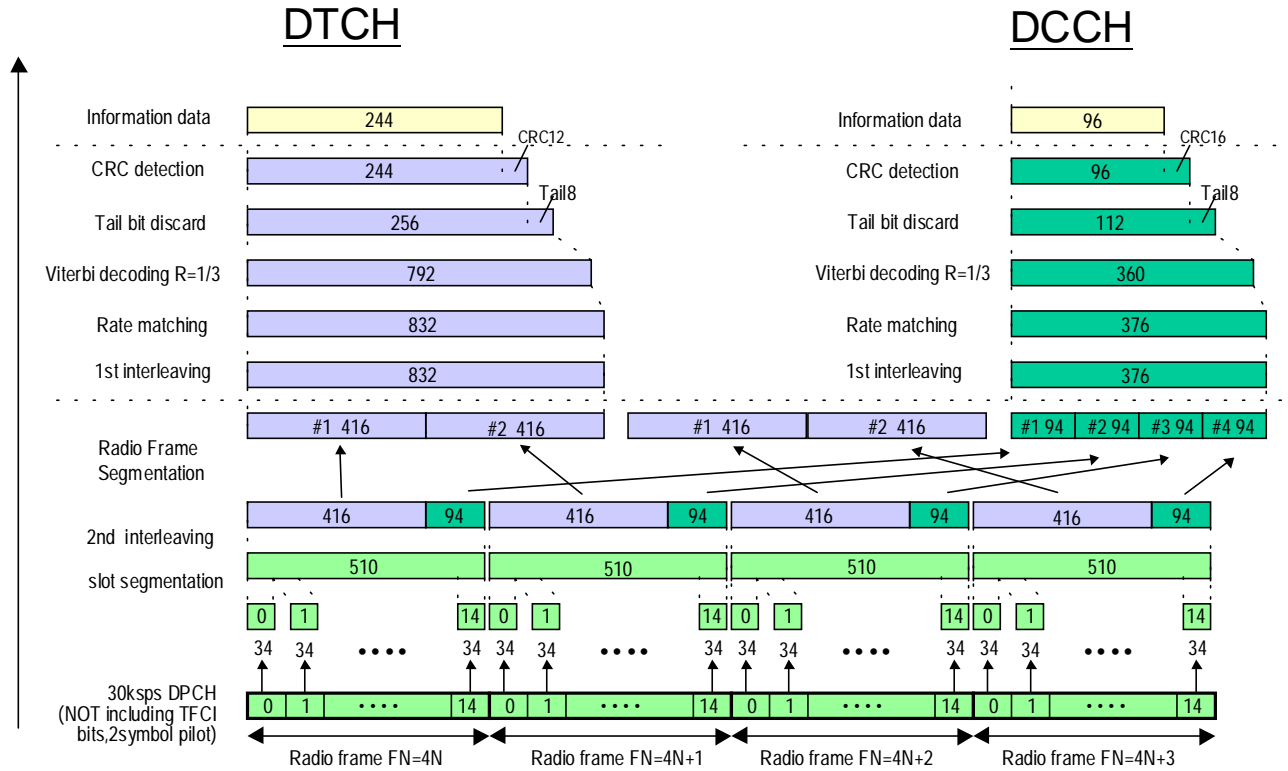 DTCH DCCH
Information data 244 Information data 96
CRC12 CRC16
CRC detection 244 CRC detection 96
Tail8 Tail8
Tail bit discard 256 Tail bit discard 112
Viterbi decoding R=1/3 792 Viterbi decoding R=1/3 360
Rate matching 832 Rate matching 376
1st interleaving 832 1st interleaving 376
#1 416 #2 416 #1 416 #2 416 #1 94 #2 94 #3 94 #4 94
Radio Frame
Segmentation
416 94 416 94 416 94 416 94
2nd interleaving
slot segmentation 510 510 510 510
0 1 14 0 1 14 0 1 14 0 1 14
34 34 •••• 34 34 34 •••• 34 34 34 •••• 34 34 34 •••• 34
30ksps DPCH
(NOT including TFCI
bits,2symbol pilot)
0 1 •••• 14 0 1 •••• 14 0 1 •••• 14 0 1 •••• 14
Radio frame FN=4N Radio frame FN=4N+1 Radio frame FN=4N+2 Radio frame FN=4N+3